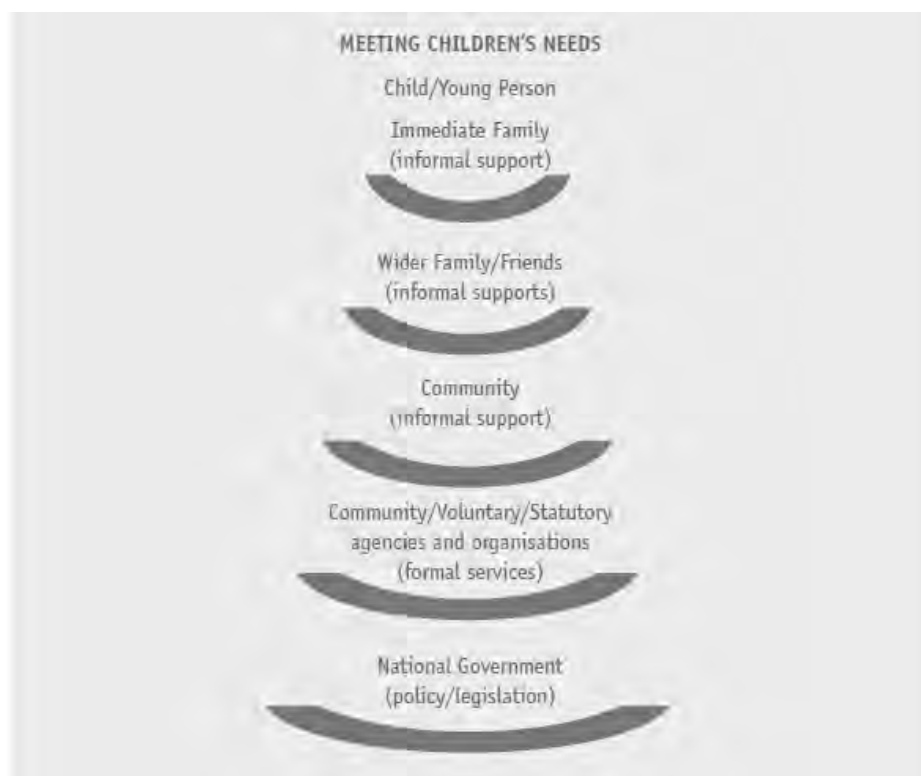 MEETING CHILDREN'S NEEDS
Child/Young Person
Immediate Family
(informal support)
Wider Family/Friends
(informal supports)
Community
(informal support)
Community/Voluntary/Statutory
agencies and organisations
(formal services)
National Government
(policy/legislation)